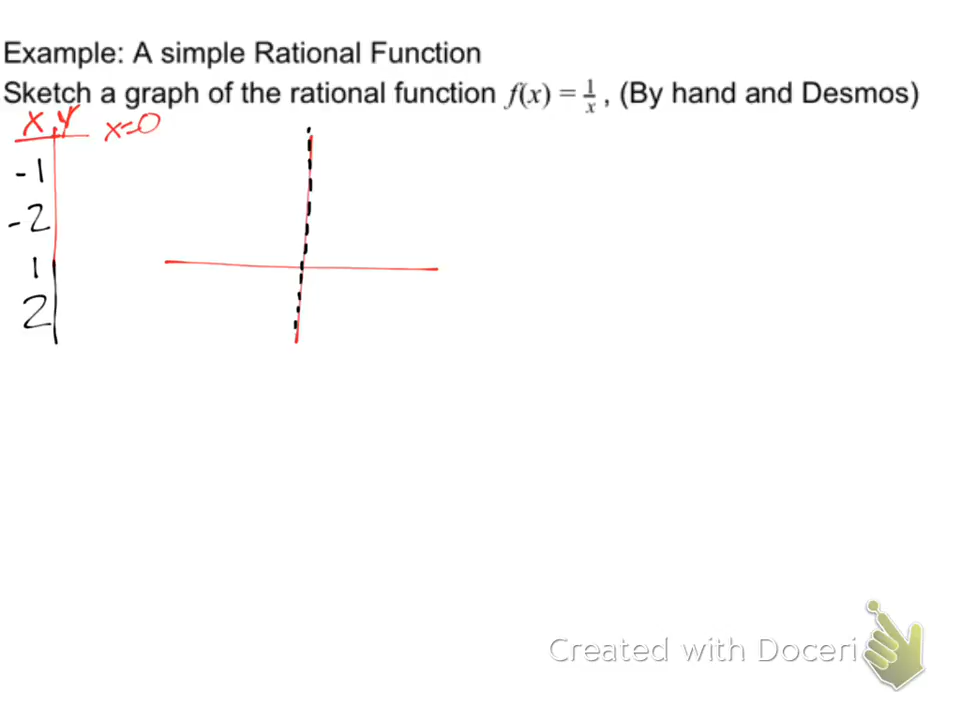 Example: A simple Rational Function
Sketch a graph of the rational function f(x) = 1/x , (By hand and Desmos)
x, y x=0
-1
-2
1
2
Created with Doceri